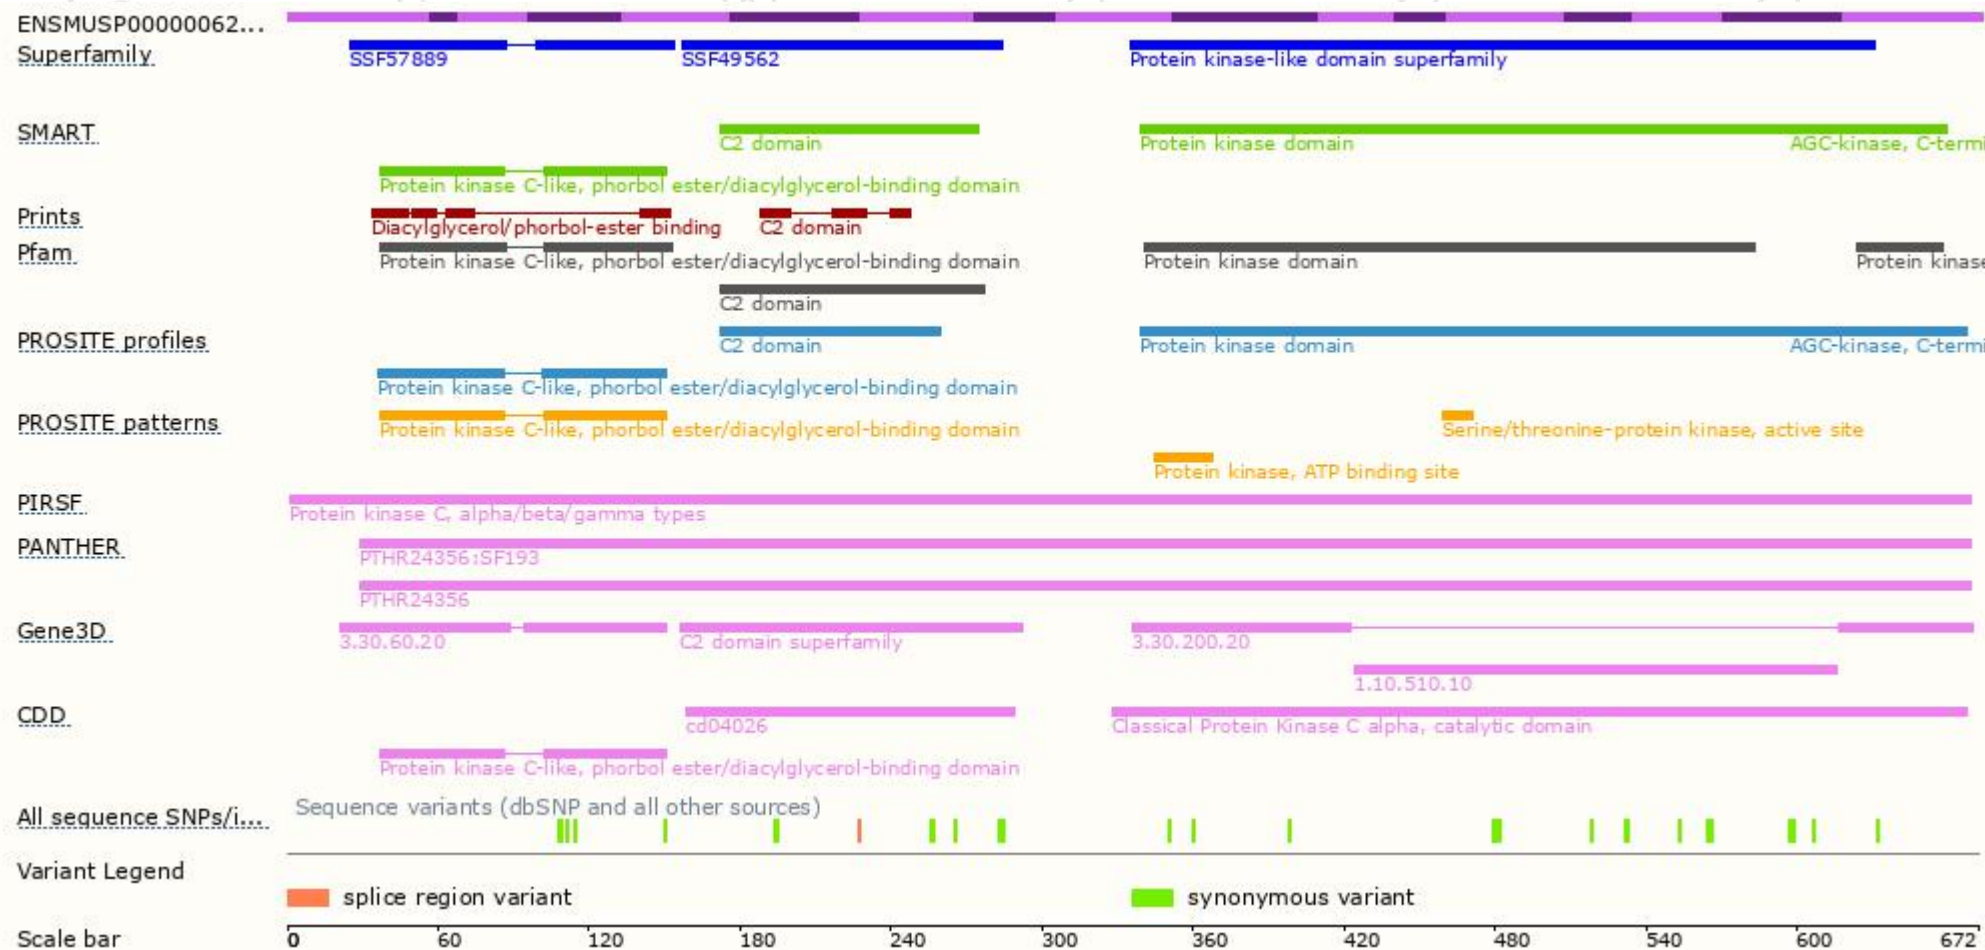 ENSMUSP00000062...
Superfamily
SSF57889 SSF49562 Protein kinase-like domain superfamily
SMART
C2 domain Protein kinase domain AGC-kinase, C-termi
Protein kinase C-like, phorbol ester/diacylglycerol-binding domain
Prints
Diacylglycerol/phorbol-ester binding C2 domain
Pfam
Protein kinase C-like, phorbol ester/diacylglycerol-binding domain Protein kinase domain Protein kinase
C2 domain
PROSITE profiles
C2 domain Protein kinase domain AGC-kinase, C-termi
Protein kinase C-like, phorbol ester/diacylglycerol-binding domain
PROSITE patterns
Protein kinase C-like, phorbol ester/diacylglycerol-binding domain Serine/threonine-protein kinase, active site
Protein kinase, ATP binding site
PIRSF
Protein kinase C, alpha/beta/gamma types
PANTHER
PTHR24356:SF193
PTHR24356
Gene3D
3.30.60.20 C2 domain superfamily 3.30.200.20
1.10.510.10
CDD
cd04026 Classical Protein Kinase C alpha, catalytic domain
Protein kinase C-like, phorbol ester/diacylglycerol-binding domain
Sequence variants (dbSNP and all other sources)
All sequence SNPs/i...
Variant Legend
splice region variant synonymous variant
Scale bar 0 60 120 180 240 300 360 420 480 540 600 672